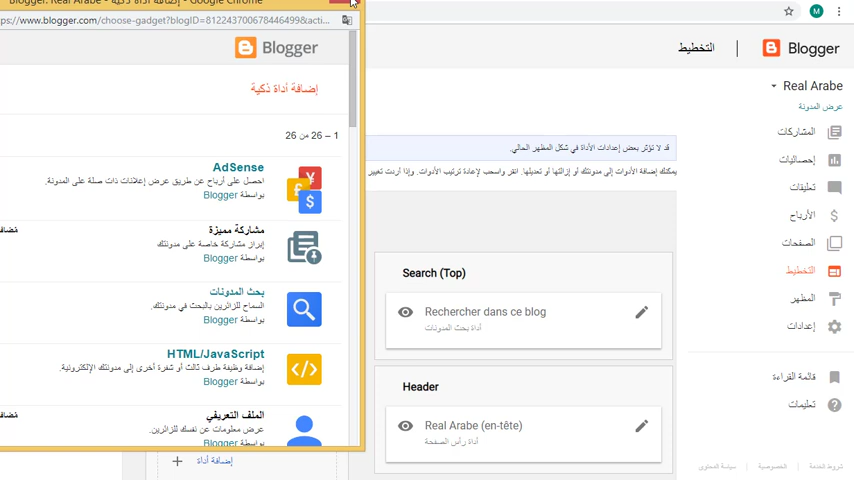 Blogger: Real Arabe - إضافة أداة ذكية - Google Chrome
ps://www.blogger.com/choose-gadget?blogID=812243700678446499&acti...
Blogger
إضافة أداة ذكية
1 – 26 من 26
AdSense
احصل على أرباح عن طريق عرض إعلانات ذات صلة على المدونة.
بواسطة Blogger
مشاركة مميزة
إبراز مشاركة خاصة على مدونتك
بواسطة Blogger
بحث المدونات
السماح للزائرين بالبحث في مدونتك.
بواسطة Blogger
HTML/JavaScript
إضافة وظيفة طرف ثالث أو شفرة أخرى إلى مدونتك الإلكترونية.
بواسطة Blogger
الملف التعريفي
عرض معلومات عن نفسك للزائرين.
بواسطة Blogger
إضافة أداة
M
Blogger
التخطيط
Real Arabe
عرض المدونة
المشاركات
إحصاليات
تعليقات
الأرباح
الصفحات
التخطيط
المظهر
إعدادات
قائمة القراءة
تعليمات
شروط الخدمة
الخصوصية
سياسة المحتوى
قد لا تؤثر بعض إعدادات الأداة في شكل المظهر الحالي.
يمكنك إضافة الأدوات إلى مدونتك أو إزالتها أو تعديلها. انقر واسحب لإعادة ترتيب الأدوات. وإذا أردت تغيير
Search (Top)
Rechercher dans ce blog
أداة بحث المدونات
Header
Real Arabe (en-tête)
أداة رأس الصفحة